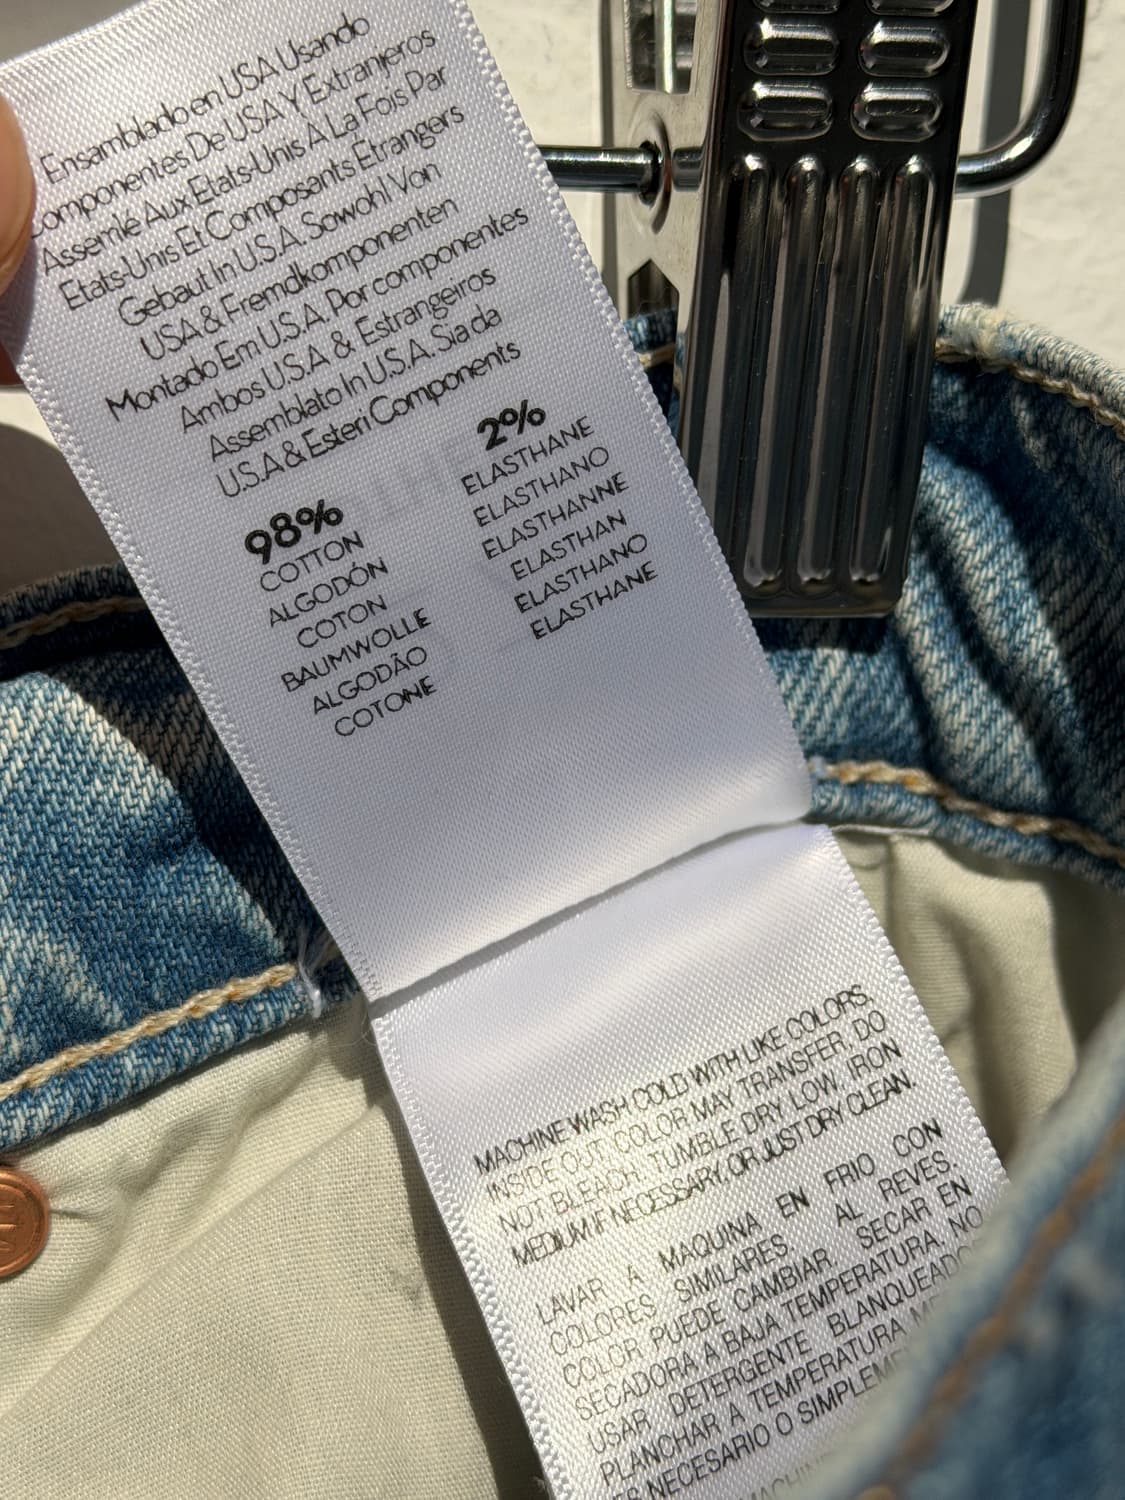 Ensamblado en USA Usando
Componentes De USA Y Extranjeros
Assemlé Aux Etats-Unis À La Fois Par
Etats-Unis Et Composants Etrangers
Gebaut In U.S.A. Sowohl Von
USA & Fremdkomponenten
Montado Em U.S.A. Por componentes
Ambos U.S.A & Estrangeiros
Assemblato In U.S.A. Sia da
U.S.A & Esteri Components
98%
COTTON
ALGODÓN
COTON
BAUMWOLLE
ALGODÃO
COTONE
2%
ELASTHANE
ELASTHANO
ELASTHANNE
ELASTHAN
ELASTHANO
ELASTHANE
MACHINE WASH COLD WITH LIKE COLORS.
INSIDE OUT. COLOR MAY TRANSFER. DO
NOT BLEACH. TUMBLE DRY LOW. IRON
MEDIUM IF NECESSARY, OR JUST DRY CLEAN.
LAVAR A MAQUINA EN FRIO CON
COLORES SIMILARES. AL REVES.
COLOR PUEDE CAMBIAR. SECAR EN
SECADORA A BAJA TEMPERATURA. NO
USAR DETERGENTE BLANQUEADO
PLANCHAR A TEMPERATURA
ES NECESARIO O SIMPLEME